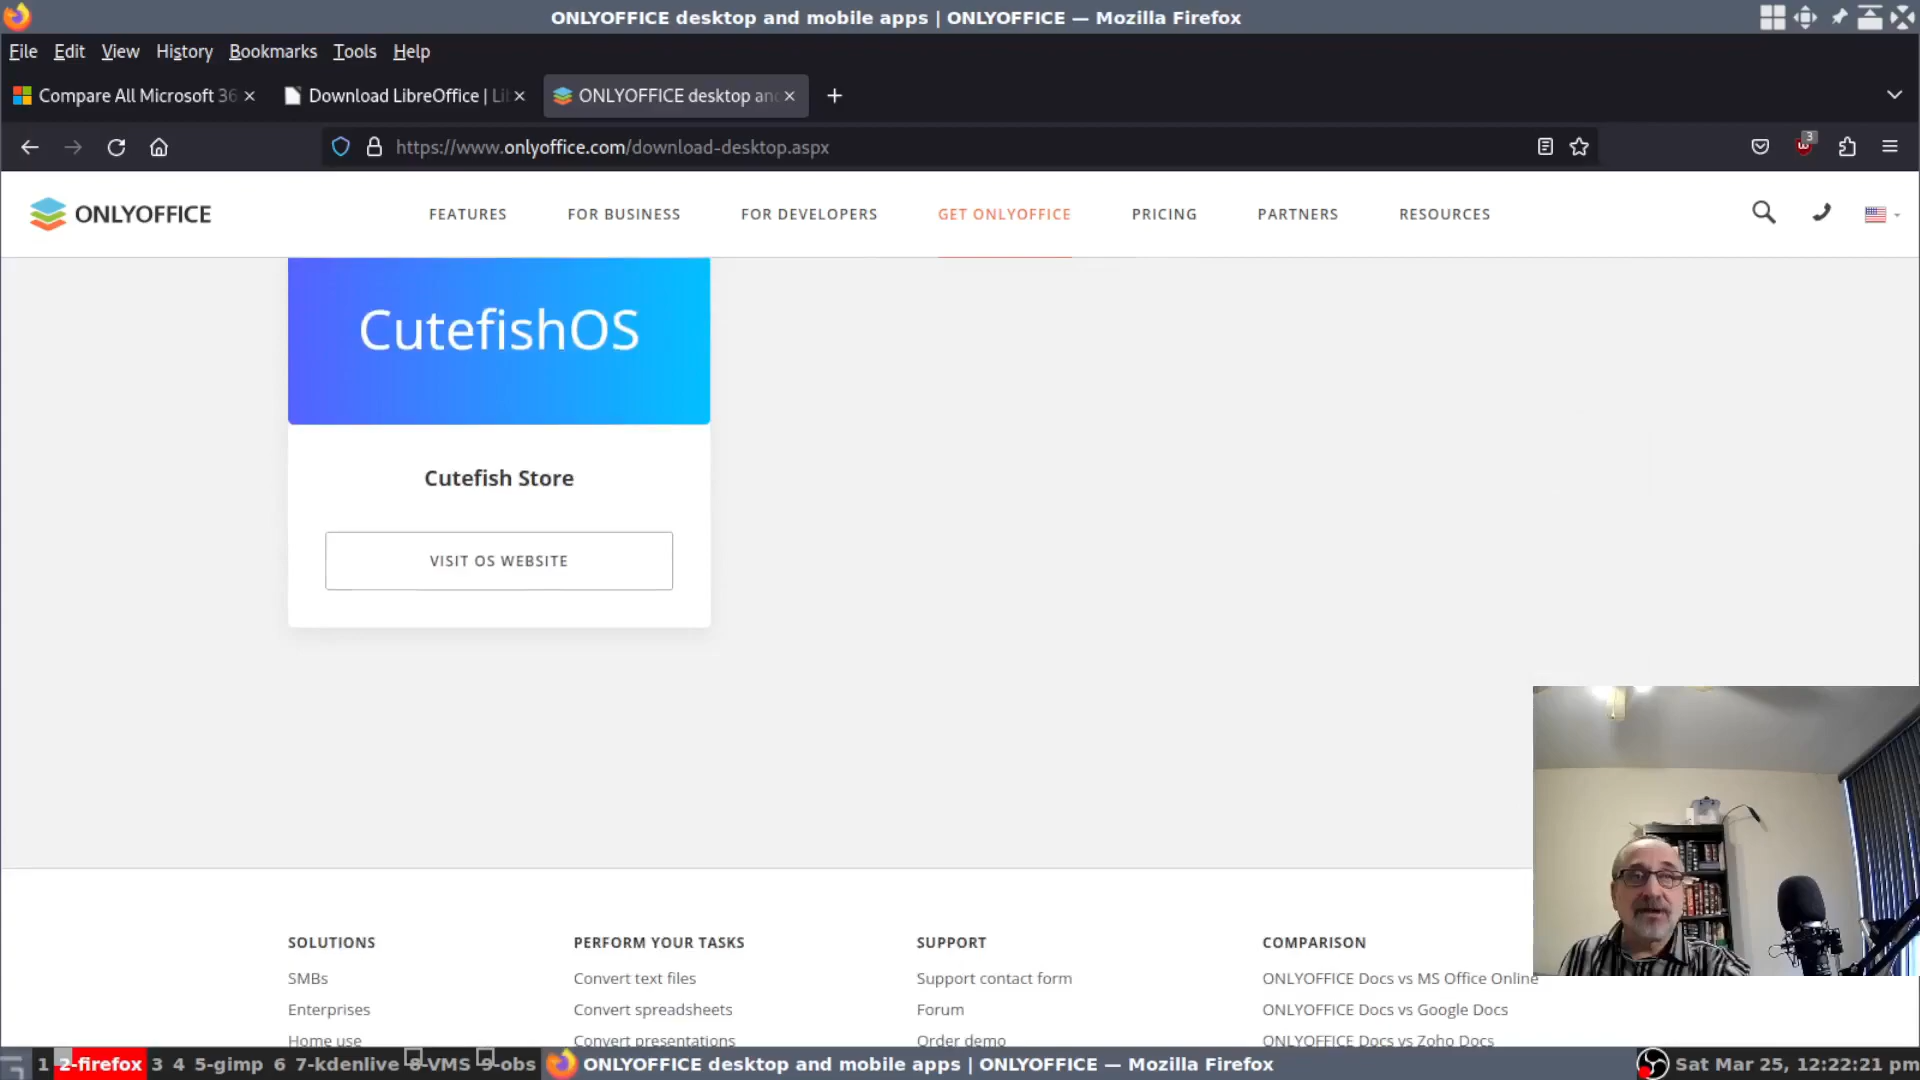 ONLYOFFICE desktop and mobile apps | ONLYOFFICE — Mozilla Firefox
File Edit View History Bookmarks Tools Help
Compare All Microsoft 36
Download LibreOffice | Li
ONLYOFFICE desktop and
https://www.onlyoffice.com/download-desktop.aspx
3
ONLYOFFICE
FEATURES FOR BUSINESS FOR DEVELOPERS GET ONLYOFFICE PRICING PARTNERS RESOURCES
CutefishOS
Cutefish Store
VISIT OS WEBSITE
SOLUTIONS
SMBs
Enterprises
Home use
PERFORM YOUR TASKS
Convert text files
Convert spreadsheets
Convert presentations
SUPPORT
Support contact form
Forum
Order demo
COMPARISON
ONLYOFFICE Docs vs MS Office Online
ONLYOFFICE Docs vs Google Docs
ONLYOFFICE Docs vs Zoho Docs
1 2-firefox 3 4 5-gimp 6 7-kdenlive 8-VMS 9-obs ONLYOFFICE desktop and mobile apps | ONLYOFFICE — Mozilla Firefox Sat Mar 25, 12:22:21 pm